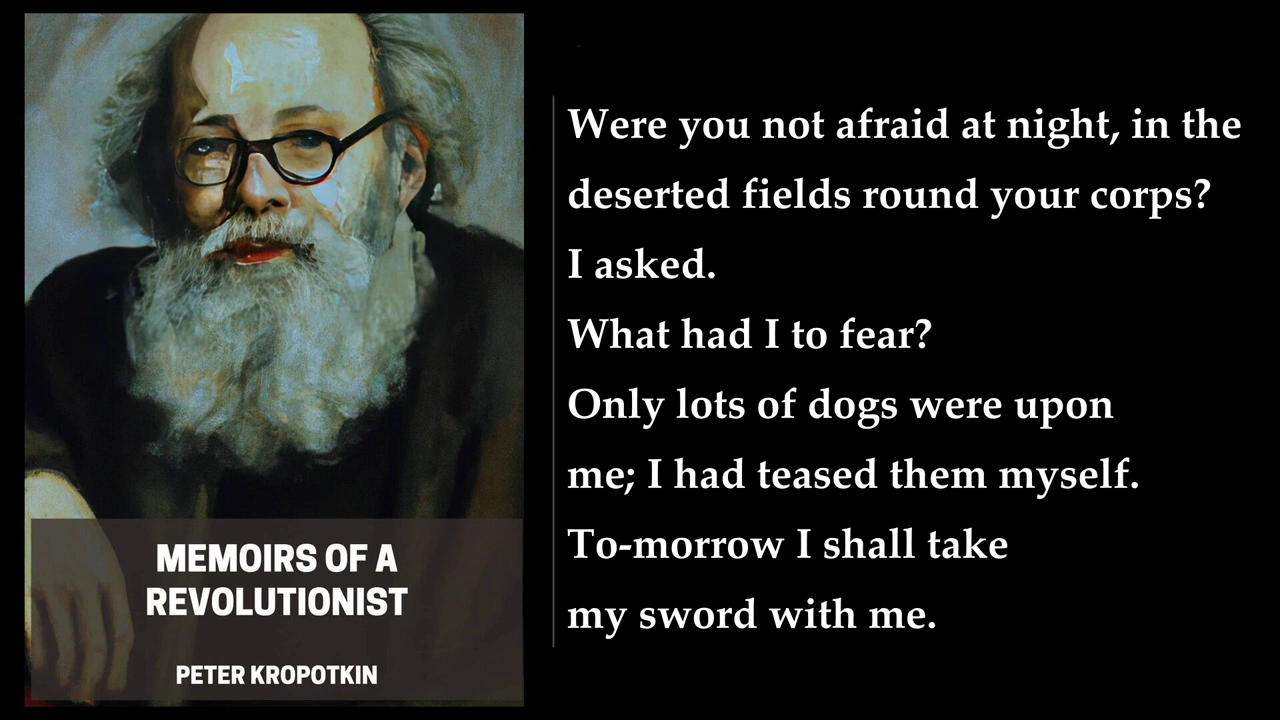 MEMOIRS OF A
REVOLUTIONIST
PETER KROPOTKIN
Were you not afraid at night, in the
deserted fields round your corps?
I asked.
What had I to fear?
Only lots of dogs were upon
me; I had teased them myself.
To-morrow I shall take
my sword with me.